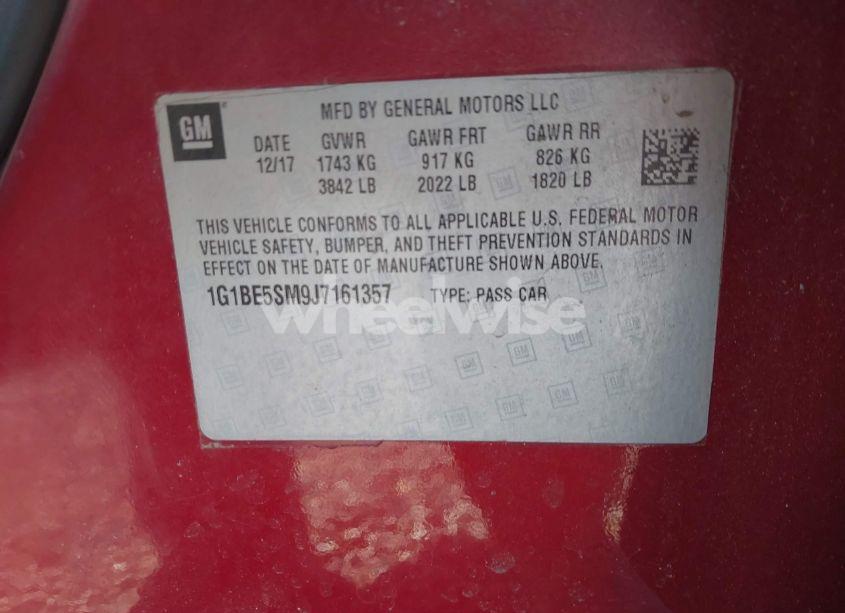 GM
MFD BY GENERAL MOTORS LLC
DATE GVWR GAWR FRT GAWR RR
12/17 1743 KG 917 KG 826 KG
3842 LB 2022 LB 1820 LB
THIS VEHICLE CONFORMS TO ALL APPLICABLE U.S. FEDERAL MOTOR
VEHICLE SAFETY, BUMPER, AND THEFT PREVENTION STANDARDS IN
EFFECT ON THE DATE OF MANUFACTURE SHOWN ABOVE.
1G1BE5SM9J7161357 TYPE: PASS CAR
wheelwise